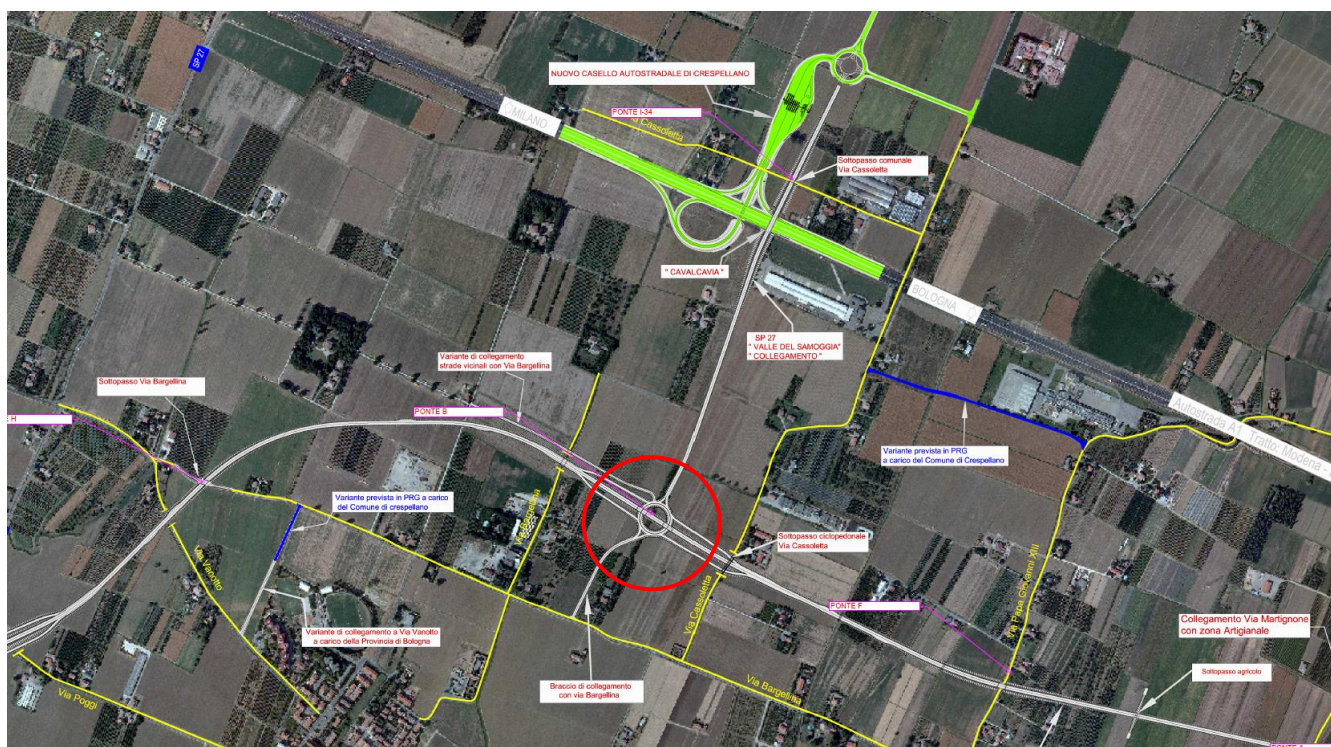 SP 27
NUOVO CASELLO AUTOSTRADALE DI CRESPELLANO
MILANO
PONTE I-34
a Cassoletta
Sottopasso comunale
Via Cassoletta
" CAVALCAVIA "
BOLOGNA
SP 27
" VALLE DEL SAMOGGIA"
" COLLEGAMENTO "
Variante di collegamento
strade vicinali con Via Bargellina
Sottopasso Via Bargellina
PONTE B
E H
Autostrada A1 Tratto: Modena -
Variante prevista in PRG
a carico del Comune di Crespellano
Variante prevista in PRG a carico
del Comune di crespellano
Via Bargellina
Sottopasso ciclopedonale
Via Cassoletta
Via Vanotto
Via Cassoletta
Via Papa Giovanni XIII
PONTE F
Variante di collegamento a Via Vanotto
a carico della Provincia di Bologna
Collegamento Via Martignone
con zona Artigianale
Sottopasso agricolo
Braccio di collegamento
con via Bargellina
Via Bargellina
Via Poggi